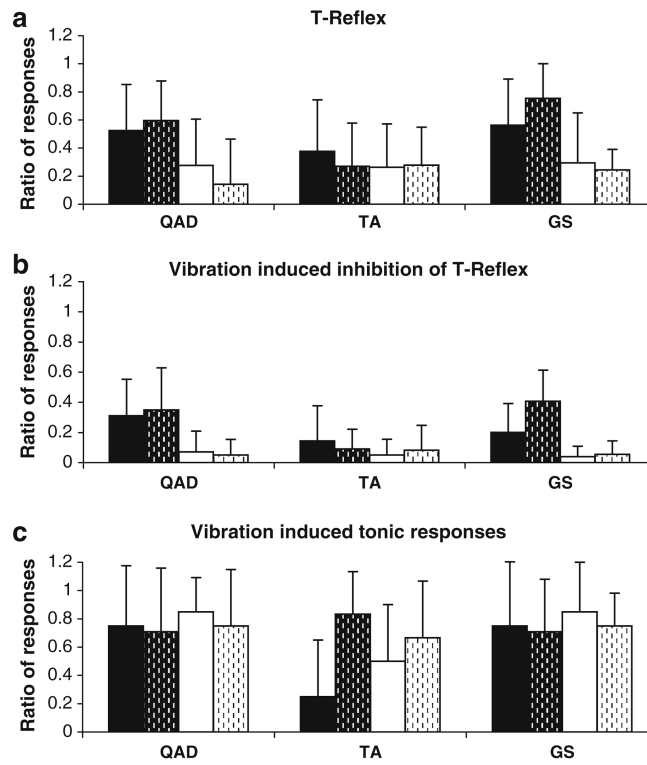 a
T-Reflex
Ratio of responses
1.2
1
0.8
0.6
0.4
0.2
0
QAD TA GS
b
Vibration induced inhibition of T-Reflex
Ratio of responses
1.2
1
0.8
0.6
0.4
0.2
0
QAD TA GS
c
Vibration induced tonic responses
Ratio of responses
1.2
1
0.8
0.6
0.4
0.2
0
QAD TA GS